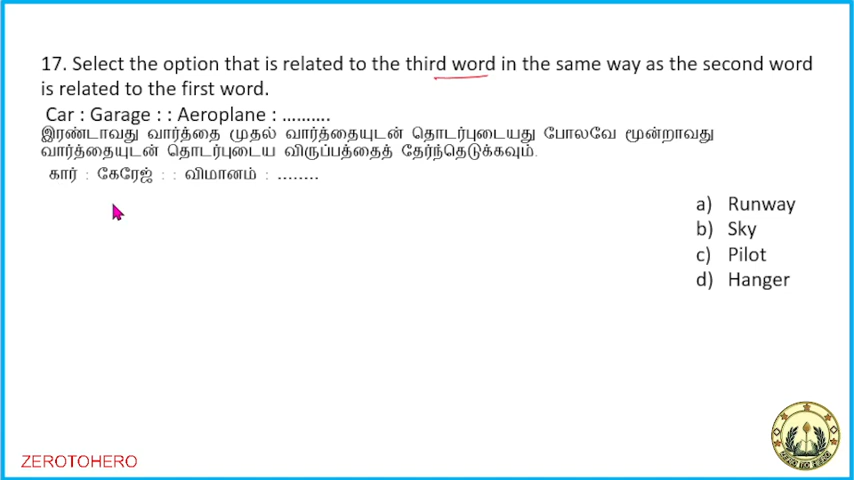 17. Select the option that is related to the third word in the same way as the second word
is related to the first word.
Car : Garage : : Aeroplane : ..........
இரண்டாவது வார்த்தை முதல் வார்த்தையுடன் தொடர்புடையது போலவே மூன்றாவது
வார்த்தையுடன் தொடர்புடைய விருப்பத்தைத் தேர்ந்தெடுக்கவும்.
கார் : கேரேஜ் : : விமானம் : ........
a) Runway
b) Sky
c) Pilot
d) Hanger
ZEROTOHERO